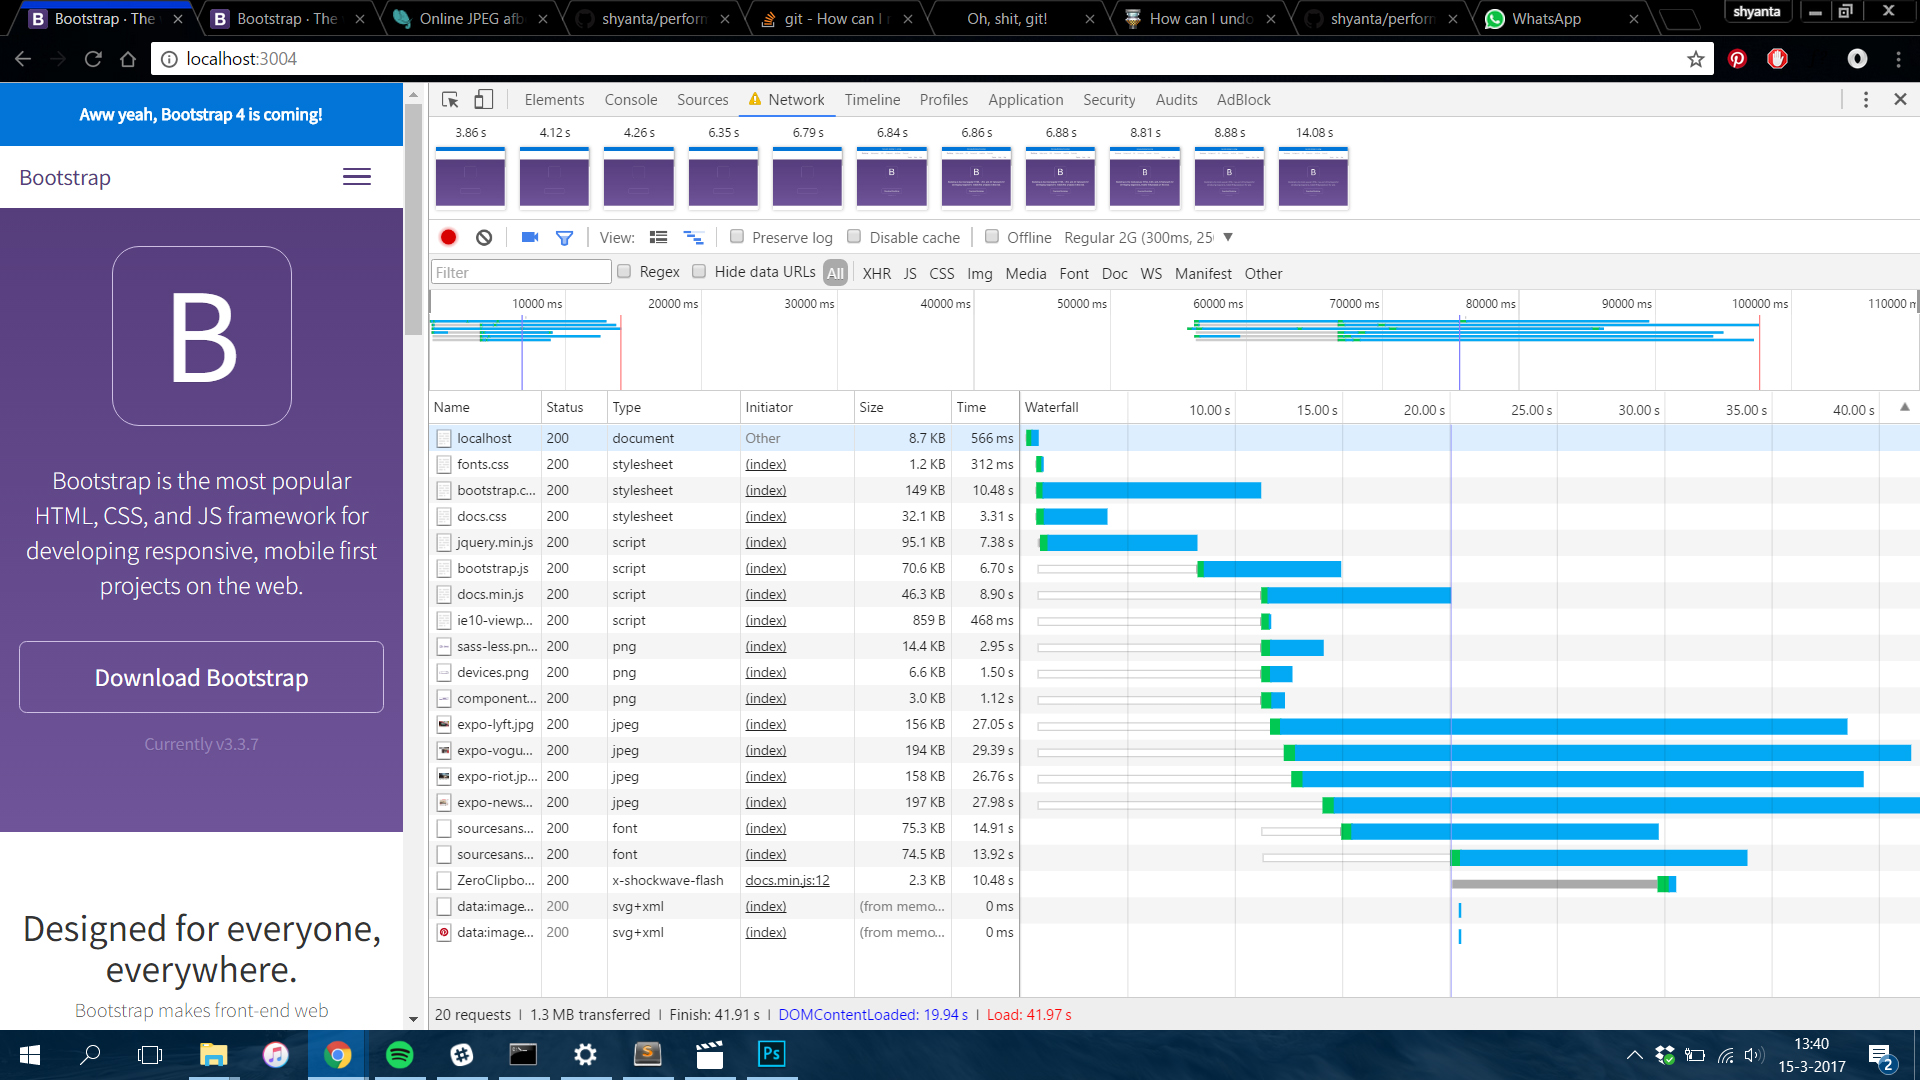 Bootstrap · The
Bootstrap · The
Online JPEG afb
shyanta/perform
git - How can I
Oh, shit, git!
How can I undo
shyanta/perform
WhatsApp
shyanta
localhost:3004
Aww yeah, Bootstrap 4 is coming!
Bootstrap
B
Bootstrap is the most popular
HTML, CSS, and JS framework for
developing responsive, mobile first
projects on the web.
Download Bootstrap
Currently v3.3.7
Designed for everyone,
everywhere.
Bootstrap makes front-end web
Elements Console Sources Network Timeline Profiles Application Security Audits AdBlock
3.86 s 4.12 s 4.26 s 6.35 s 6.79 s 6.84 s 6.86 s 6.88 s 8.81 s 8.88 s 14.08 s
View: Preserve log Disable cache Offline Regular 2G (300ms, 25
Filter Regex Hide data URLs All XHR JS CSS Img Media Font Doc WS Manifest Other
10000 ms 20000 ms 30000 ms 40000 ms 50000 ms 60000 ms 70000 ms 80000 ms 90000 ms 100000 ms 110000 m
Name Status Type Initiator Size Time Waterfall 10.00 s 15.00 s 20.00 s 25.00 s 30.00 s 35.00 s 40.00 s
localhost 200 document Other 8.7 KB 566 ms
fonts.css 200 stylesheet (index) 1.2 KB 312 ms
bootstrap.c... 200 stylesheet (index) 149 KB 10.48 s
docs.css 200 stylesheet (index) 32.1 KB 3.31 s
jquery.min.js 200 script (index) 95.1 KB 7.38 s
bootstrap.js 200 script (index) 70.6 KB 6.70 s
docs.min.js 200 script (index) 46.3 KB 8.90 s
ie10-viewp... 200 script (index) 859 B 468 ms
sass-less.pn... 200 png (index) 14.4 KB 2.95 s
devices.png 200 png (index) 6.6 KB 1.50 s
component... 200 png (index) 3.0 KB 1.12 s
expo-lyft.jpg 200 jpeg (index) 156 KB 27.05 s
expo-vogu... 200 jpeg (index) 194 KB 29.39 s
expo-riot.jp... 200 jpeg (index) 158 KB 26.76 s
expo-news... 200 jpeg (index) 197 KB 27.98 s
sourcesans... 200 font (index) 75.3 KB 14.91 s
sourcesans... 200 font (index) 74.5 KB 13.92 s
ZeroClipbo... 200 x-shockwave-flash docs.min.js:12 2.3 KB 10.48 s
data:image... 200 svg+xml (index) (from memo... 0 ms
data:image... 200 svg+xml (index) (from memo... 0 ms
20 requests | 1.3 MB transferred | Finish: 41.91 s | DOMContentLoaded: 19.94 s | Load: 41.97 s
Ps
13:40
15-3-2017
2